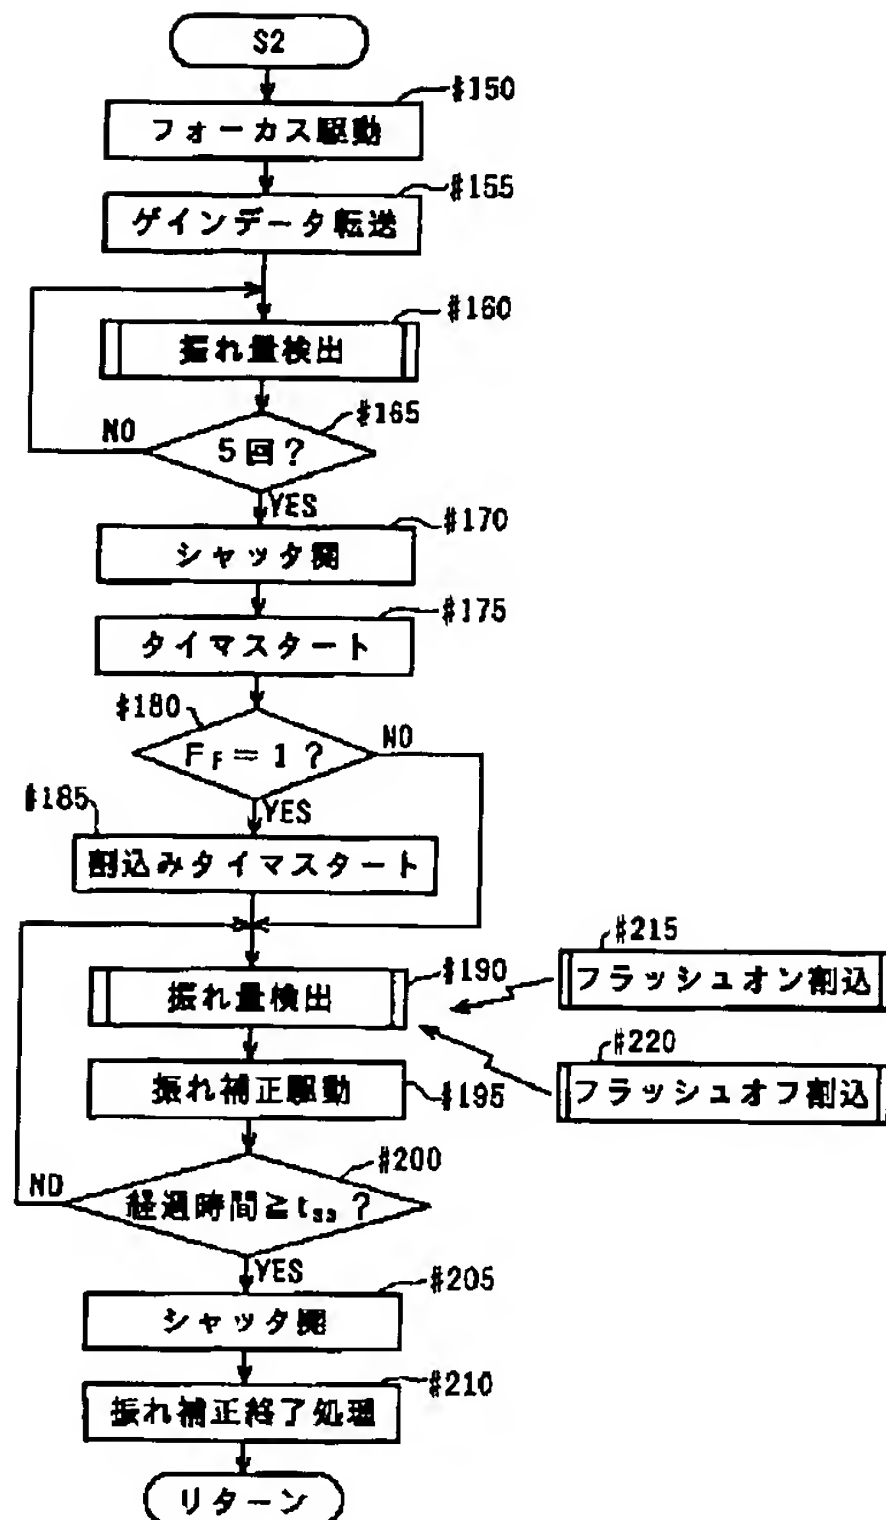 S2
#150
フォーカス駆動
#155
ゲインデータ転送
#160
振れ量検出
#165
NO
5回?
YES
#170
シャッタ開
#175
タイマスタート
#180
FF=1?
NO
YES
#185
割込みタイマスタート
#190
振れ量検出
#215
フラッシュオン割込
#220
フラッシュオフ割込
振れ補正駆動
#195
#200
NO
経過時間≧tss?
YES
#205
シャッタ
#210
振れ補正終了処理
リターン